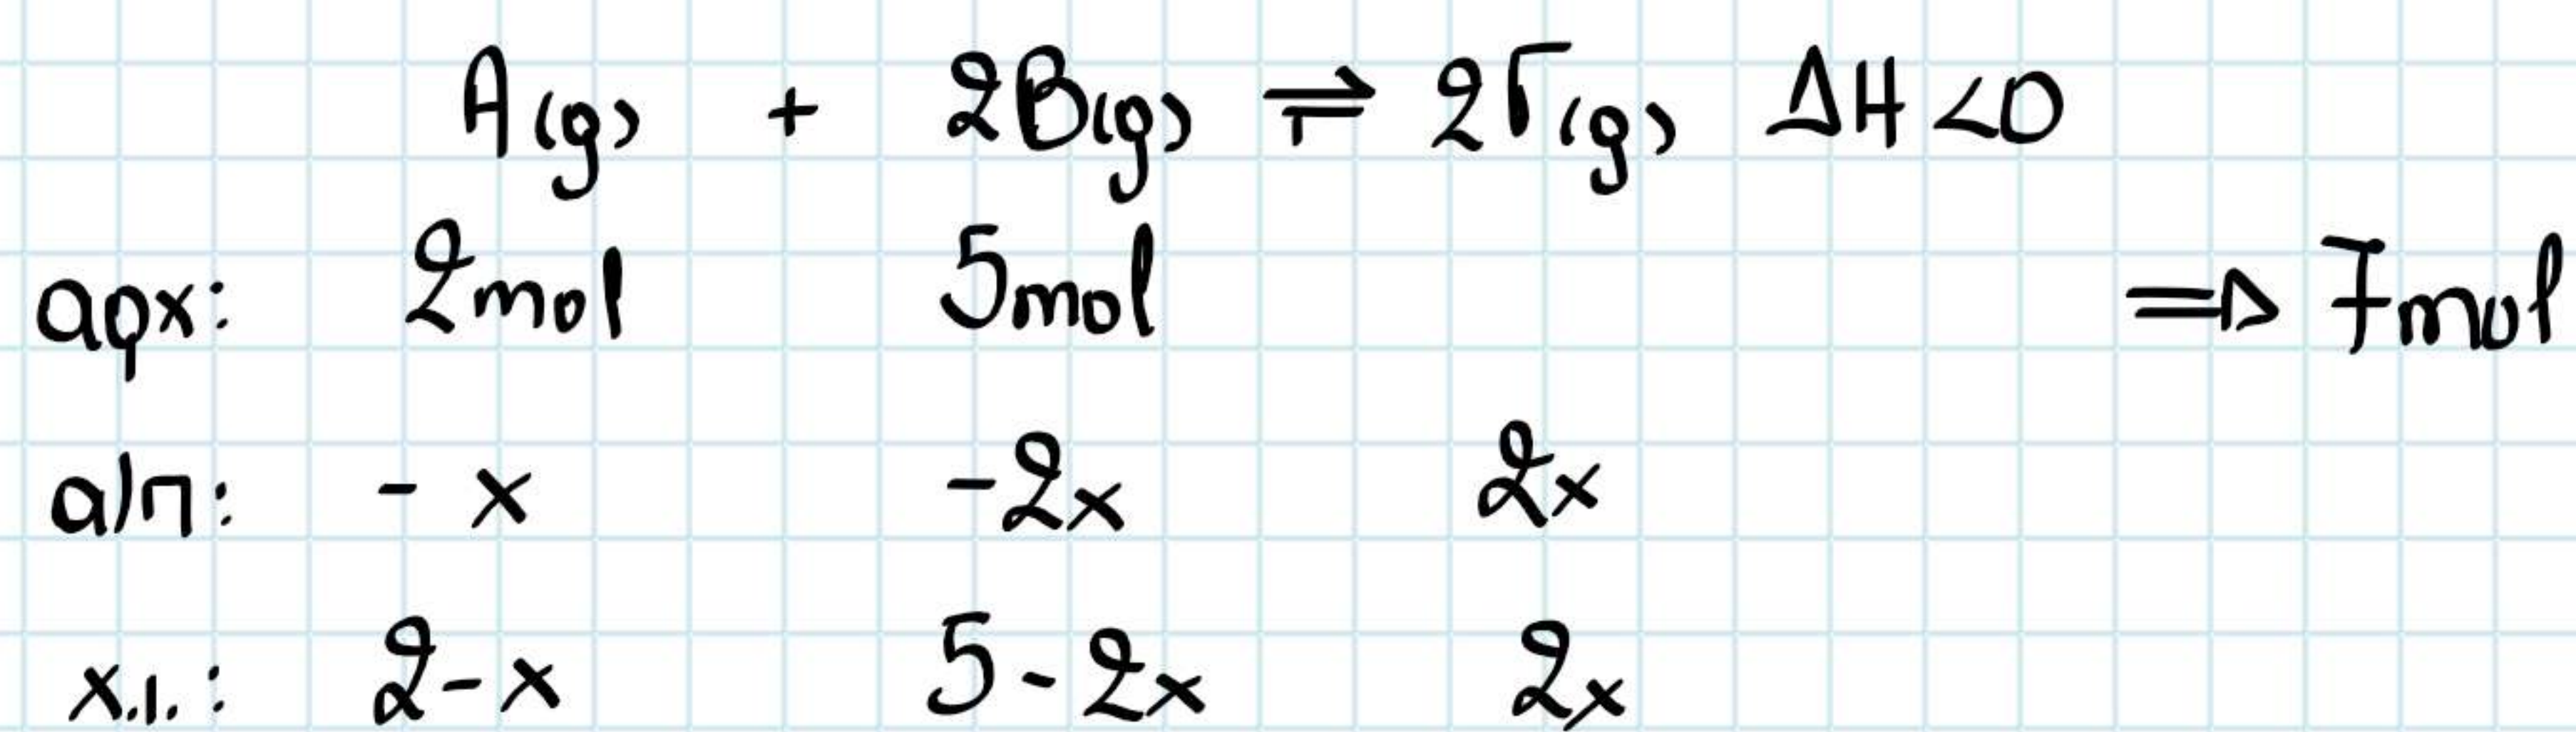 A(g) + 2B(g) ⇌ 2Γ(g) ΔH<0
αρχ: 2mol 5mol => 7mol
α/π: - x -2x 2x
χ.ι.: 2-x 5-2x 2x